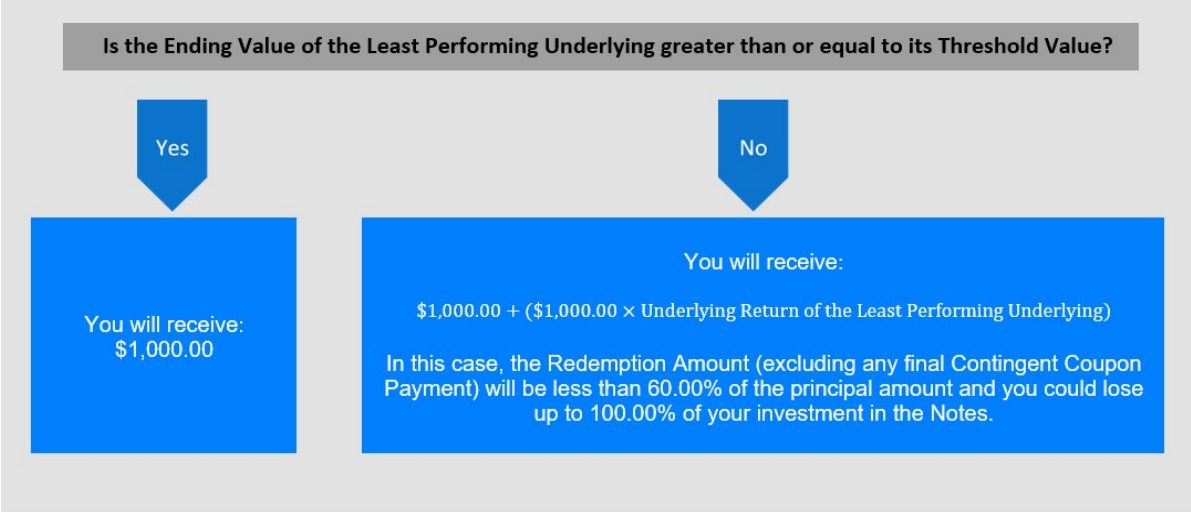 Is the Ending Value of the Least Performing Underlying greater than or equal to its Threshold Value?
Yes
No
You will receive:
$1,000.00
You will receive:
$1,000.00 + ($1,000.00 × Underlying Return of the Least Performing Underlying)
In this case, the Redemption Amount (excluding any final Contingent Coupon
Payment) will be less than 60.00% of the principal amount and you could lose
up to 100.00% of your investment in the Notes.